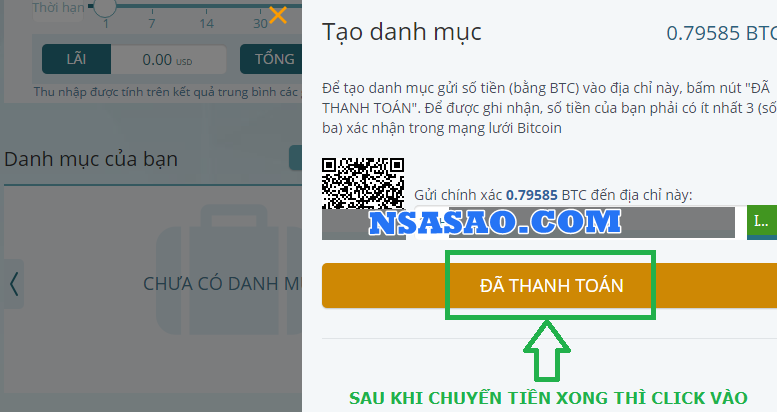 Thời hạn
1 7 14 30
LÃI 0.00 USD TỔNG
Thu nhập được tính trên kết quả trung bình các
Danh mục của bạn
CHƯA CÓ DANH
Tạo danh mục 0.79585 BTC
Để tạo danh mục gửi số tiền (bằng BTC) vào địa chỉ này, bấm nút "ĐÃ
THANH TOÁN". Để được ghi nhận, số tiền của bạn phải có ít nhất 3 (số
ba) xác nhận trong mạng lưới Bitcoin
Gửi chính xác 0.79585 BTC đến địa chỉ này:
NSASAO.COM
I...
ĐÃ THANH TOÁN
SAU KHI CHUYỂN TIỀN XONG THÌ CLICK VÀO